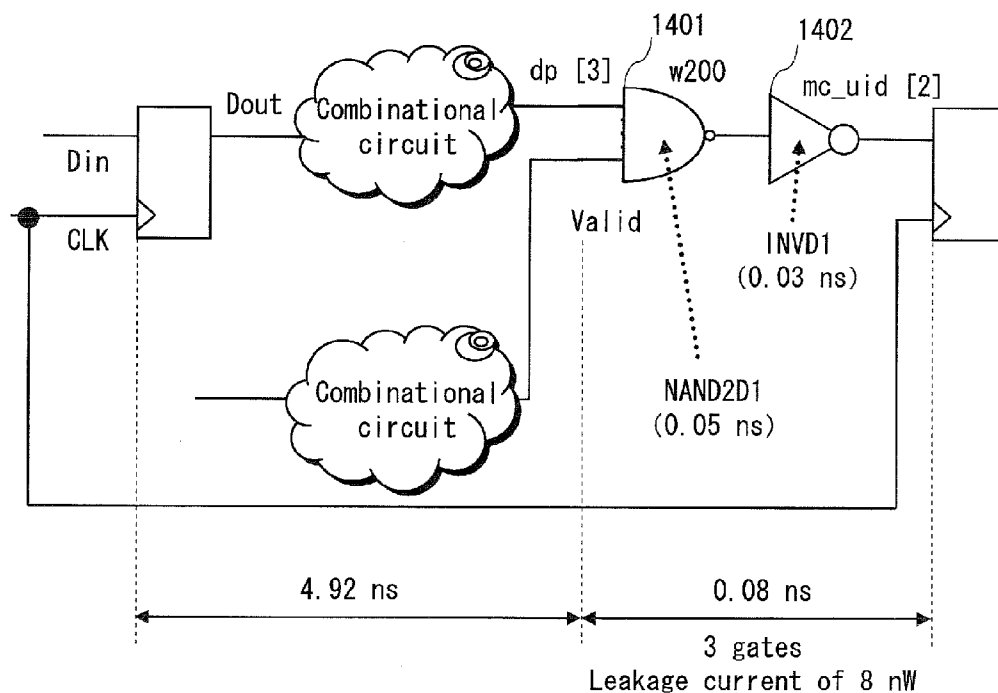 1401
1402
dp [3]
w200
mc_uid [2]
Dout
Combinational
circuit
Din
CLK
Valid
INVD1
(0.03 ns)
Combinational
circuit
NAND2D1
(0.05 ns)
4.92 ns
0.08 ns
3 gates
Leakage current of 8 nW